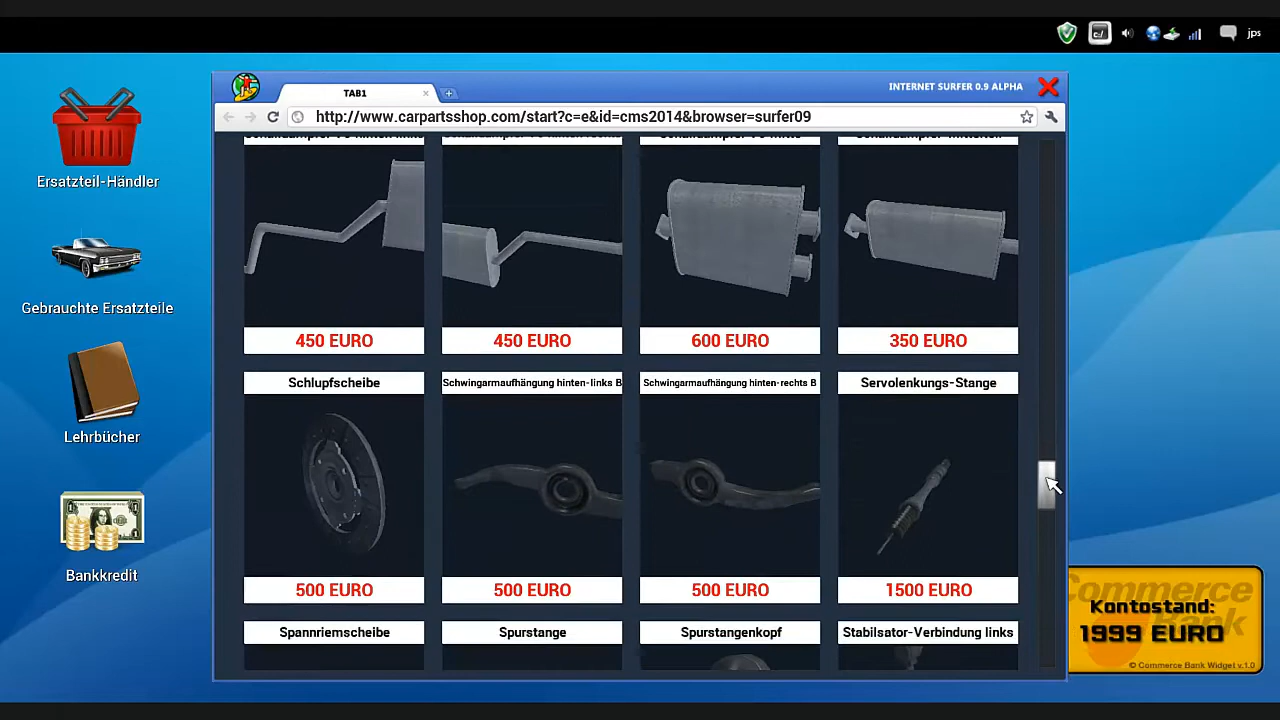 jps
TAB1
INTERNET SURFER 0.9 ALPHA
http://www.carpartsshop.com/start?c=e&id=cms2014&browser=surfer09
Ersatzteil-Händler
Gebrauchte Ersatzteile
Lehrbücher
Bankkredit
450 EURO
450 EURO
600 EURO
350 EURO
Schlupfscheibe
Schwingarmaufhängung hinten-links B
Schwingarmaufhängung hinten-rechts B
Servolenkungs-Stange
500 EURO
500 EURO
500 EURO
1500 EURO
Spannriemscheibe
Spurstange
Spurstangenkopf
Stabilsator-Verbindung links
Commerce
Bank
Kontostand:
1999 EURO
© Commerce Bank Widget v.1.0